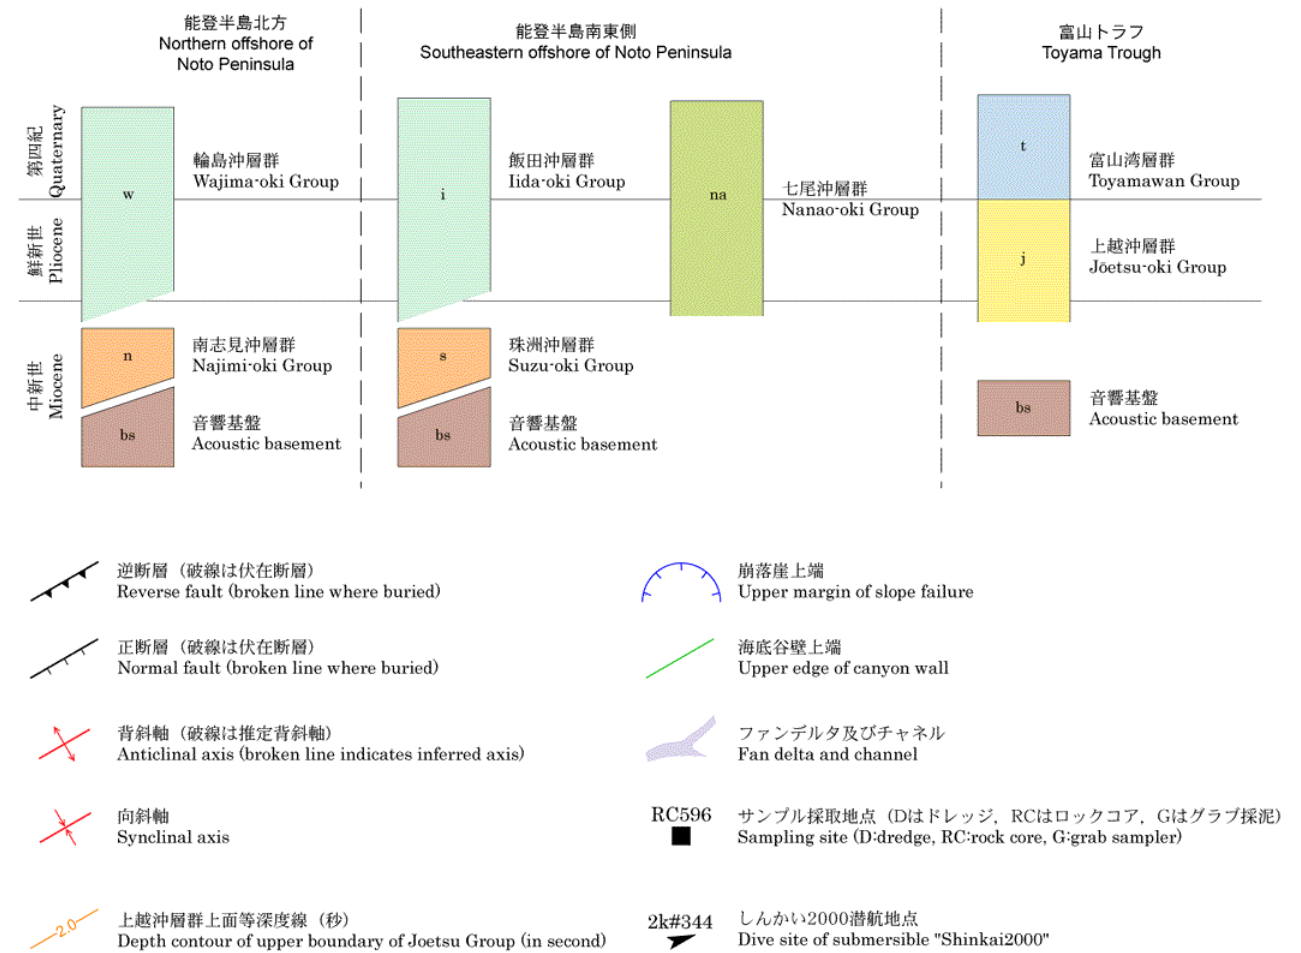 能登半島北方
Northern offshore of
Noto Peninsula
能登半島南東側
Southeastern offshore of Noto Peninsula
富山トラフ
Toyama Trough
第四紀
Quaternary
鮮新世
Pliocene
中新世
Miocene
w
輪島沖層群
Wajima-oki Group
n
南志見沖層群
Najimi-oki Group
bs
音響基盤
Acoustic basement
i
飯田沖層群
Iida-oki Group
s
珠洲沖層群
Suzu-oki Group
bs
音響基盤
Acoustic basement
na
七尾沖層群
Nanao-oki Group
t
富山湾層群
Toyamawan Group
j
上越沖層群
Jōetsu-oki Group
bs
音響基盤
Acoustic basement
逆断層（破線は伏在断層）
Reverse fault (broken line where buried)
正断層（破線は伏在断層）
Normal fault (broken line where buried)
背斜軸（破線は推定背斜軸）
Anticlinal axis (broken line indicates inferred axis)
向斜軸
Synclinal axis
2.0
上越沖層群上面等深度線（秒）
Depth contour of upper boundary of Joetsu Group (in second)
崩落崖上端
Upper margin of slope failure
海底谷壁上端
Upper edge of canyon wall
ファンデルタ及びチャネル
Fan delta and channel
RC596
サンプル採取地点（Dはドレッジ，RCはロックコア，Gはグラブ採泥）
Sampling site (D:dredge, RC:rock core, G:grab sampler)
2k#344
しんかい2000潜航地点
Dive site of submersible "Shinkai2000"